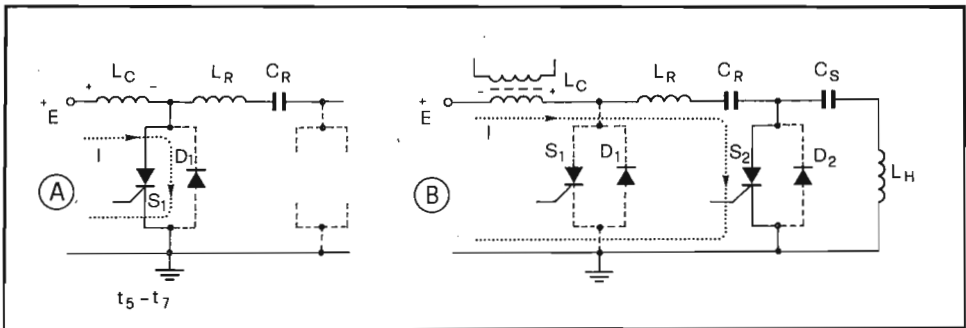 L_C L_R C_R
+ -
+E
I D_1
A S_1
t_5 – t_7
L_C L_R C_R C_S
- +
+E
I S_1 D_1 S_2 D_2
B L_H